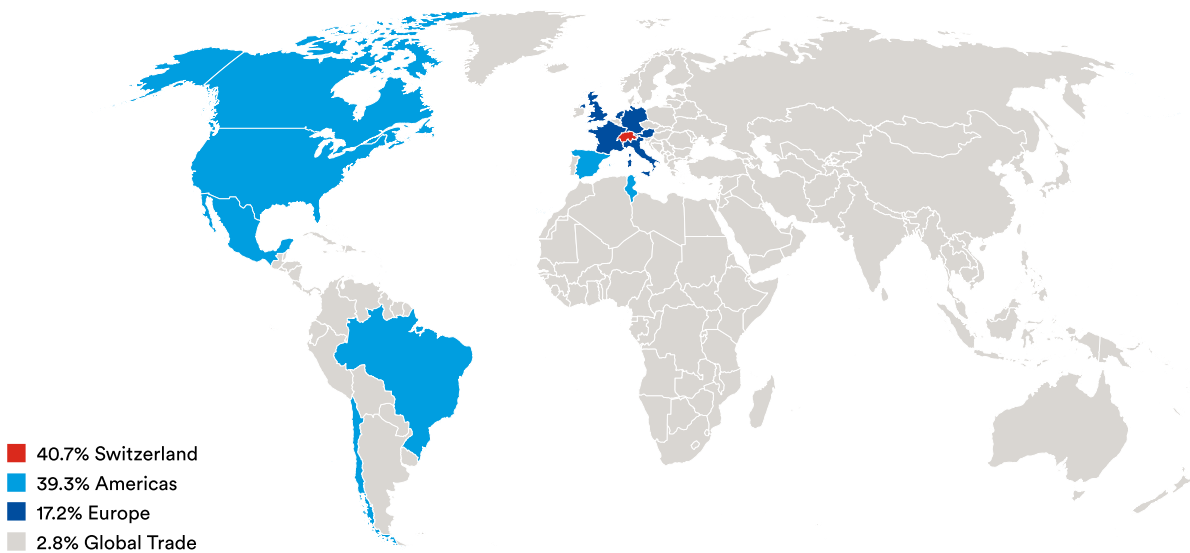 40.7% Switzerland
39.3% Americas
17.2% Europe
2.8% Global Trade